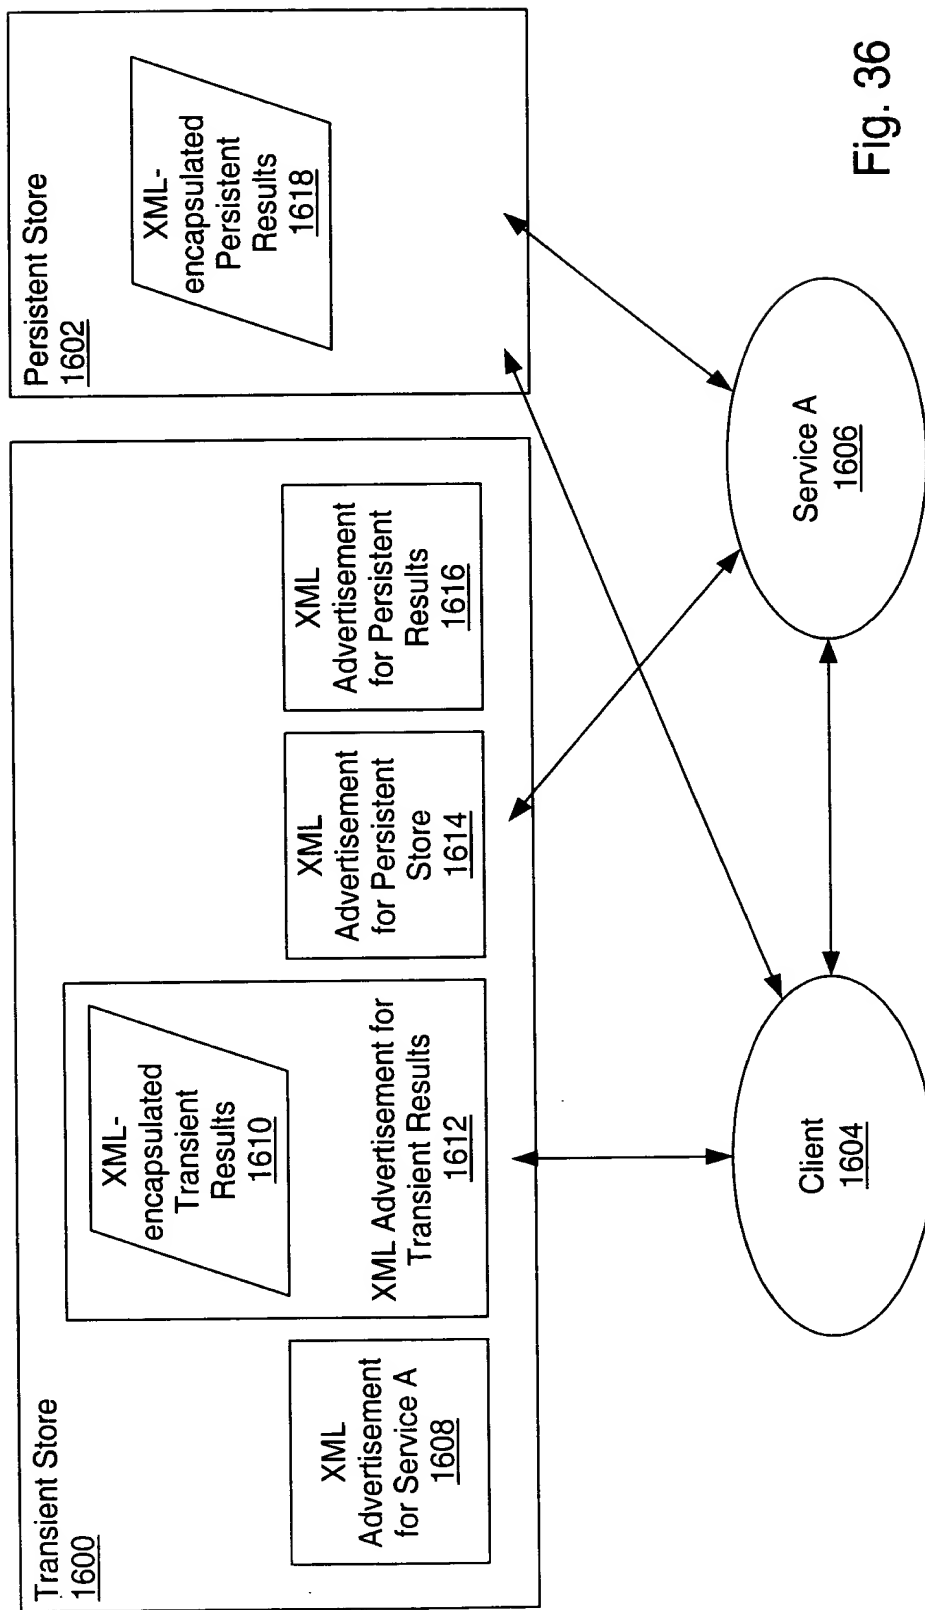 Transient Store
1600
XML
Advertisement
for Service A
1608
XML-
encapsulated
Transient
Results
1610
XML Advertisement for
Transient Results
1612
XML
Advertisement
for Persistent
Store
1614
XML
Advertisement
for Persistent
Results
1616
Persistent Store
1602
XML-
encapsulated
Persistent
Results
1618
Client
1604
Service A
1606
Fig. 36